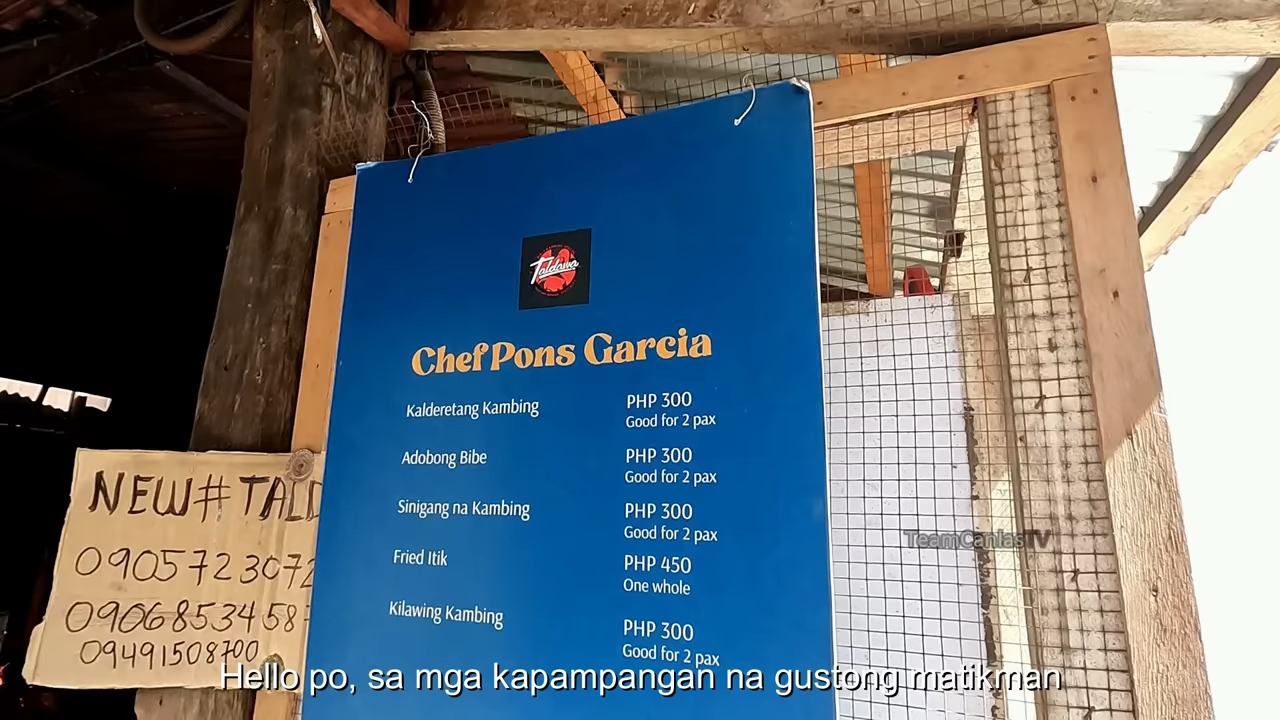 Taldawa
Chef Pons Garcia
Kalderetang Kambing PHP 300
Good for 2 pax
Adobong Bibe PHP 300
Good for 2 pax
Sinigang na Kambing PHP 300
Good for 2 pax
Fried Itik PHP 450
One whole
Kilawing Kambing PHP 300
Good for 2 pax
NEW# TALD
0905723072
0906853458
09491508700
TeamCanlasTV
Hello po, sa mga kapampangan na gustong matikman